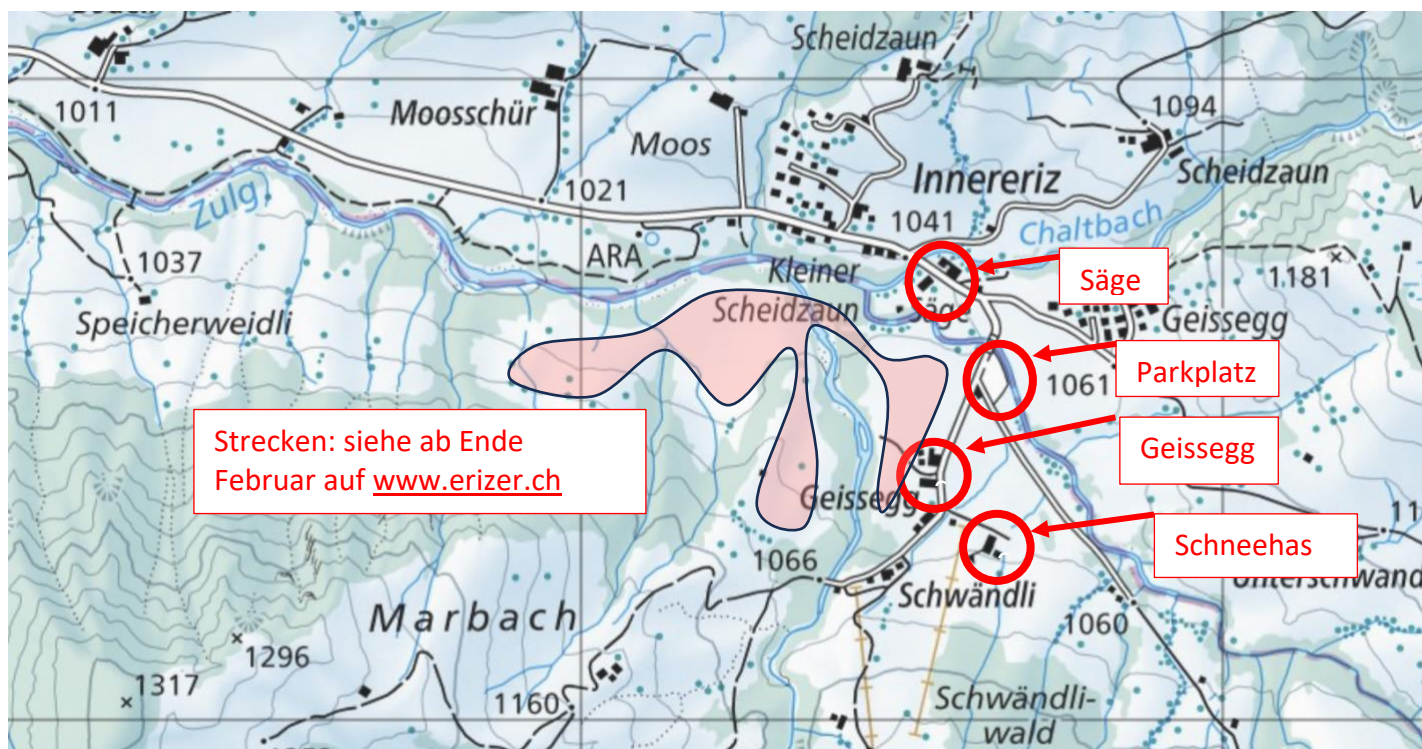 Scheidzaun
1011
Moosschür
1094
Moos
Scheidzaun
Innereriz
1021
1041
Zulg
Chaltbach
ARA
1037
Kleiner
Scheidzaun
Säge
1181
Säge
Speicherweidli
Geissegg
1061
Parkplatz
Strecken: siehe ab Ende
Februar auf www.erizer.ch
Geissegg
Geissegg
Schneehas
1066
Schwändli
Marbach
1060
1296
1317
1160
Schwändli-
wald